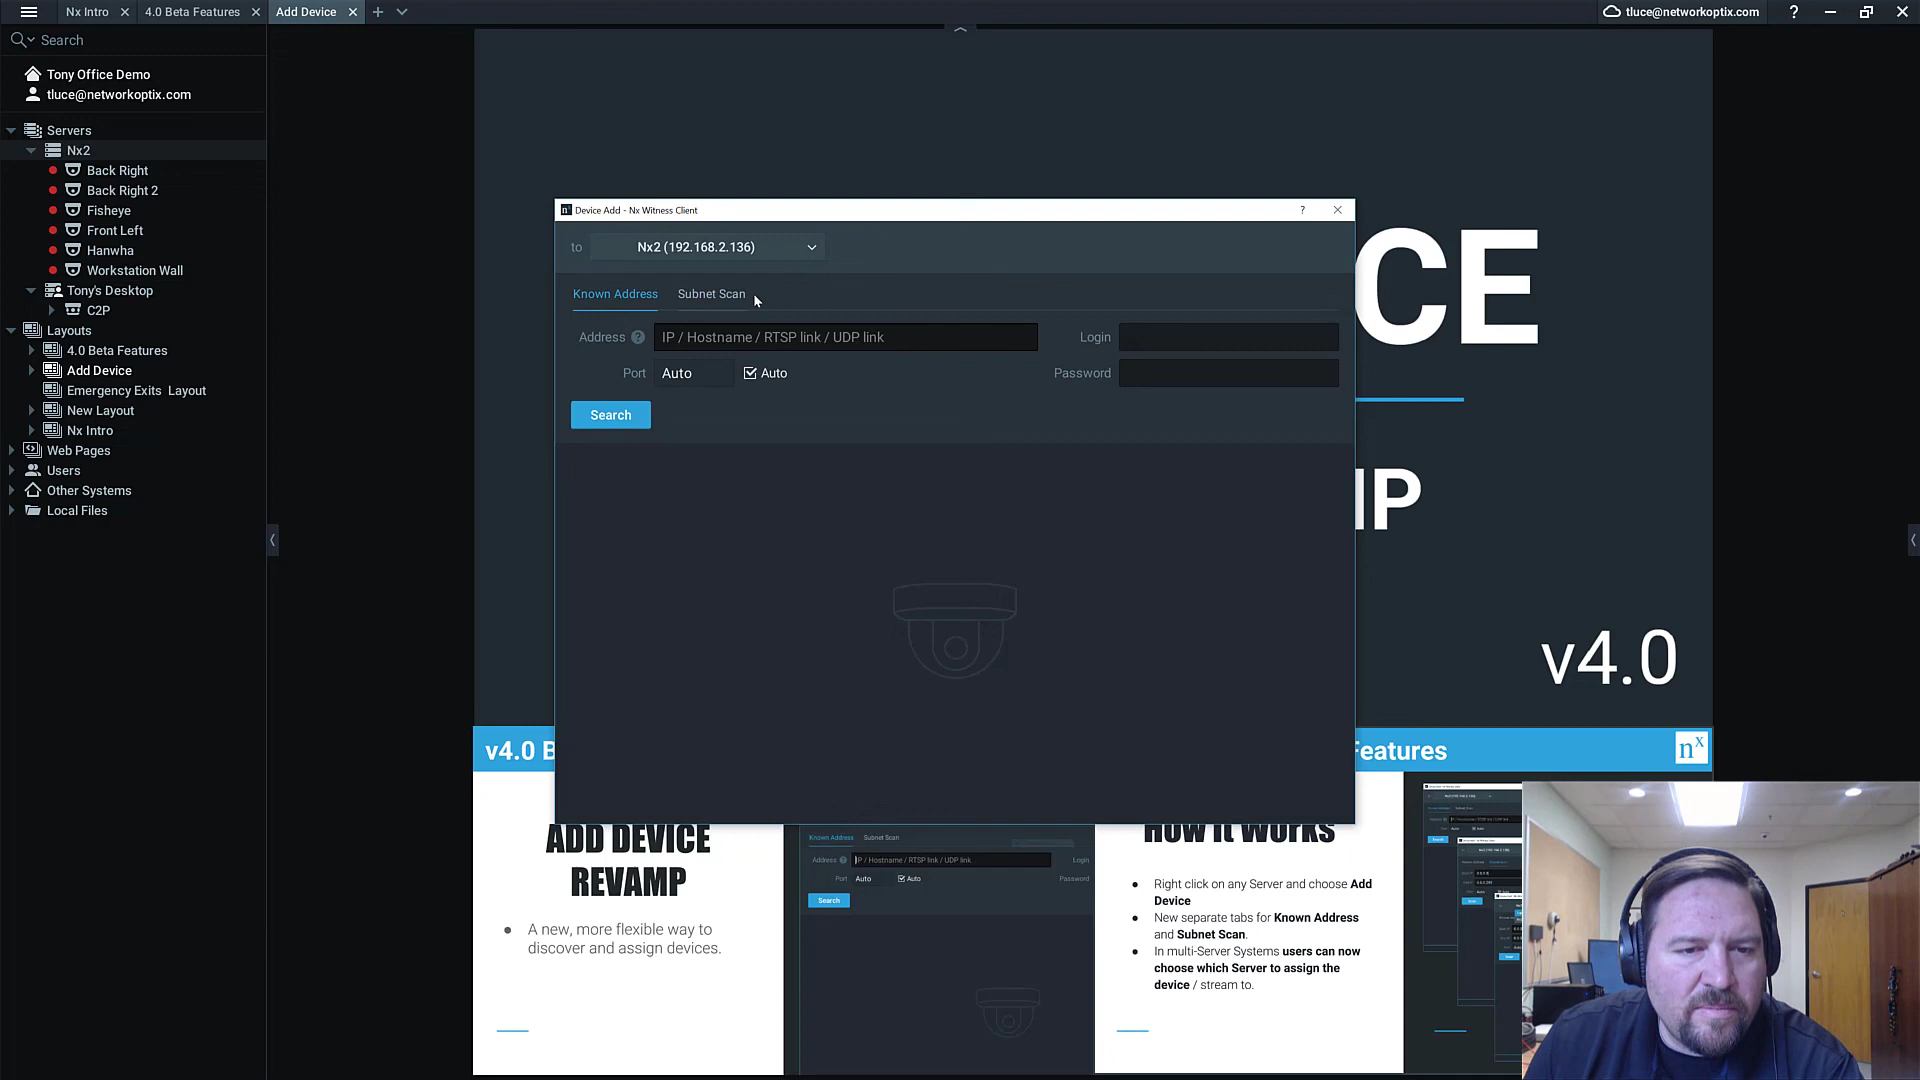 Nx Intro
4.0 Beta Features
Add Device
tluce@networkoptix.com
?
Search
Tony Office Demo
tluce@networkoptix.com
Servers
Nx2
Back Right
Back Right 2
Fisheye
Front Left
Hanwha
Workstation Wall
Tony's Desktop
C2P
Layouts
4.0 Beta Features
Add Device
Emergency Exits Layout
New Layout
Nx Intro
Web Pages
Users
Other Systems
Local Files
Device Add - Nx Witness Client
?
to Nx2 (192.168.2.136)
Known Address Subnet Scan
Address ? IP / Hostname / RTSP link / UDP link Login
Port Auto Auto Password
Search
CE
IP
v4.0
v4.0 B
Features
nx
ADD DEVICE
REVAMP
• A new, more flexible way to
discover and assign devices.
Known Address Subnet Scan
Address ? IP / Hostname / RTSP link / UDP link Login
Port Auto Auto Password
Search
HOW IT WORKS
• Right click on any Server and choose Add
Device
• New separate tabs for Known Address
and Subnet Scan.
• In multi-Server Systems users can now
choose which Server to assign the
device / stream to.